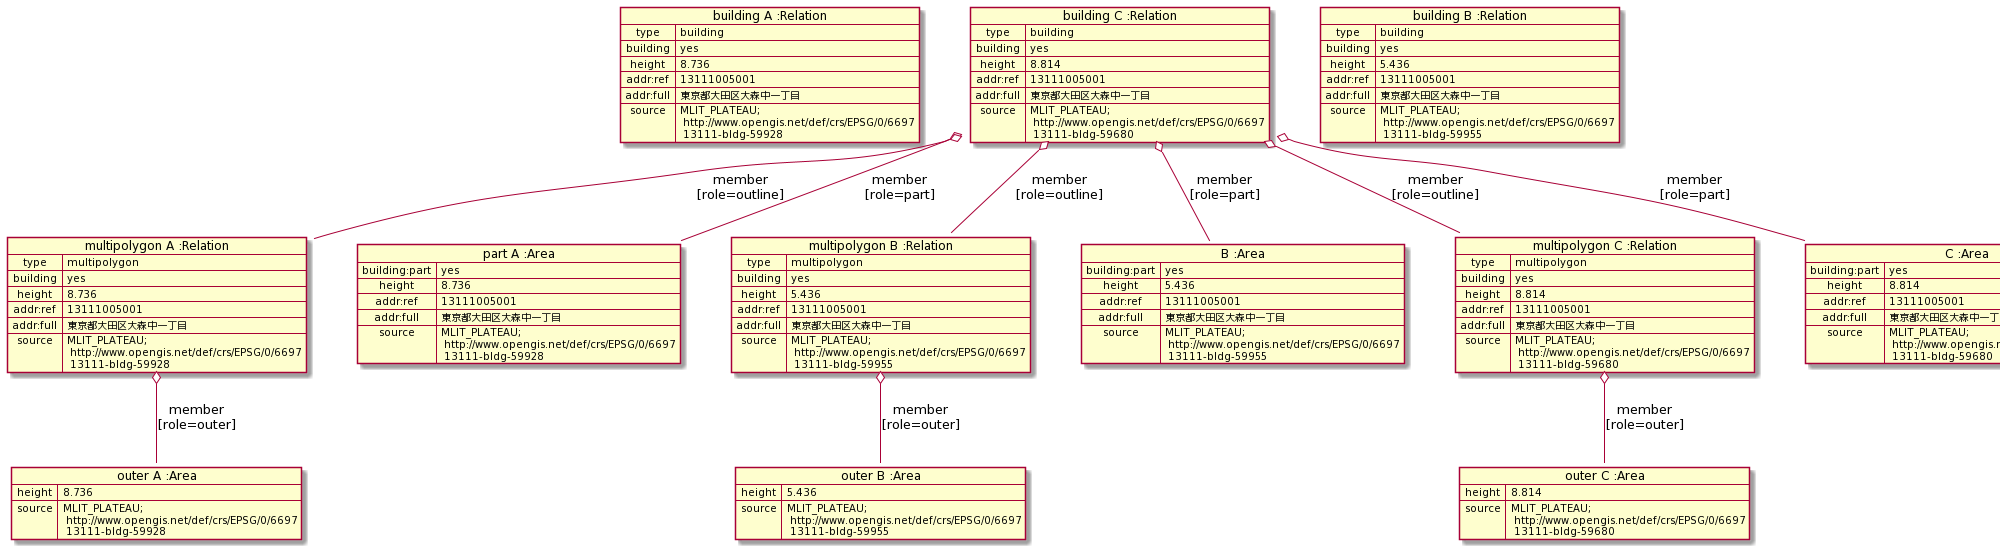 building A :Relation
type building
building yes
height 8.736
addr:ref 13111005001
addr:full 東京都大田区大森中一丁目
source MLIT_PLATEAU;
http://www.opengis.net/def/crs/EPSG/0/6697
13111-bldg-59928
building C :Relation
type building
building yes
height 8.814
addr:ref 13111005001
addr:full 東京都大田区大森中一丁目
source MLIT_PLATEAU;
http://www.opengis.net/def/crs/EPSG/0/6697
13111-bldg-59680
building B :Relation
type building
building yes
height 5.436
addr:ref 13111005001
addr:full 東京都大田区大森中一丁目
source MLIT_PLATEAU;
http://www.opengis.net/def/crs/EPSG/0/6697
13111-bldg-59955
member
[role=outline]
member
[role=part]
member
[role=outline]
member
[role=part]
member
[role=outline]
member
[role=part]
multipolygon A :Relation
type multipolygon
building yes
height 8.736
addr:ref 13111005001
addr:full 東京都大田区大森中一丁目
source MLIT_PLATEAU;
http://www.opengis.net/def/crs/EPSG/0/6697
13111-bldg-59928
part A :Area
building:part yes
height 8.736
addr:ref 13111005001
addr:full 東京都大田区大森中一丁目
source MLIT_PLATEAU;
http://www.opengis.net/def/crs/EPSG/0/6697
13111-bldg-59928
multipolygon B :Relation
type multipolygon
building yes
height 5.436
addr:ref 13111005001
addr:full 東京都大田区大森中一丁目
source MLIT_PLATEAU;
http://www.opengis.net/def/crs/EPSG/0/6697
13111-bldg-59955
B :Area
building:part yes
height 5.436
addr:ref 13111005001
addr:full 東京都大田区大森中一丁目
source MLIT_PLATEAU;
http://www.opengis.net/def/crs/EPSG/0/6697
13111-bldg-59955
multipolygon C :Relation
type multipolygon
building yes
height 8.814
addr:ref 13111005001
addr:full 東京都大田区大森中一丁目
source MLIT_PLATEAU;
http://www.opengis.net/def/crs/EPSG/0/6697
13111-bldg-59680
C :Area
building:part yes
height 8.814
addr:ref 13111005001
addr:full 東京都大田区大森中一丁
source MLIT_PLATEAU;
http://www.opengis.n
13111-bldg-59680
member
[role=outer]
member
[role=outer]
member
[role=outer]
outer A :Area
height 8.736
source MLIT_PLATEAU;
http://www.opengis.net/def/crs/EPSG/0/6697
13111-bldg-59928
outer B :Area
height 5.436
source MLIT_PLATEAU;
http://www.opengis.net/def/crs/EPSG/0/6697
13111-bldg-59955
outer C :Area
height 8.814
source MLIT_PLATEAU;
http://www.opengis.net/def/crs/EPSG/0/6697
13111-bldg-59680